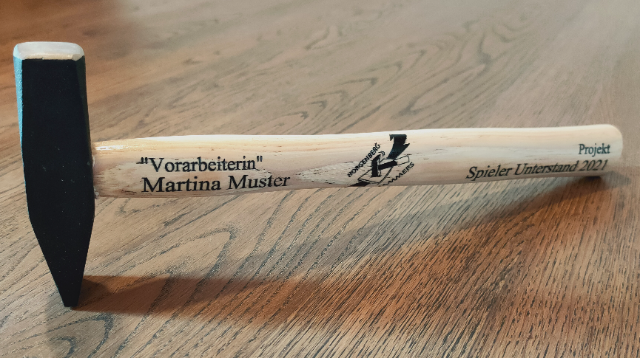 "Vorarbeiterin"
Martina Muster
Projekt
Spieler Unterstand 2021